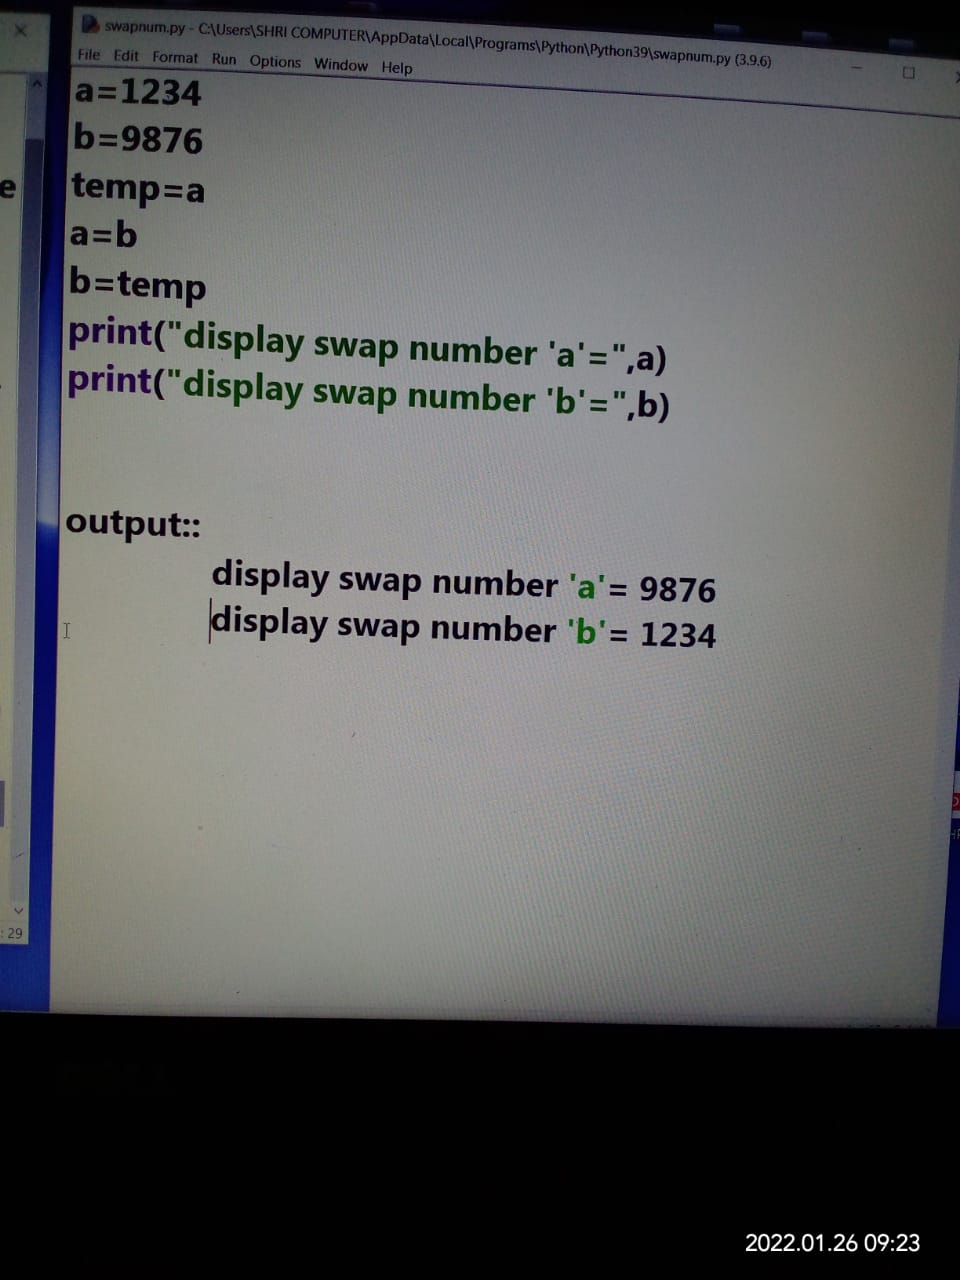 swapnum.py - C:\Users\SHRI COMPUTER\AppData\Local\Programs\Python\Python39\swapnum.py (3.9.6)
File Edit Format Run Options Window Help
a=1234
b=9876
e
temp=a
a=b
b=temp
print("display swap number 'a'=",a)
print("display swap number 'b'=",b)
output::
display swap number 'a'= 9876
display swap number 'b'= 1234
: 29
2022.01.26 09:23